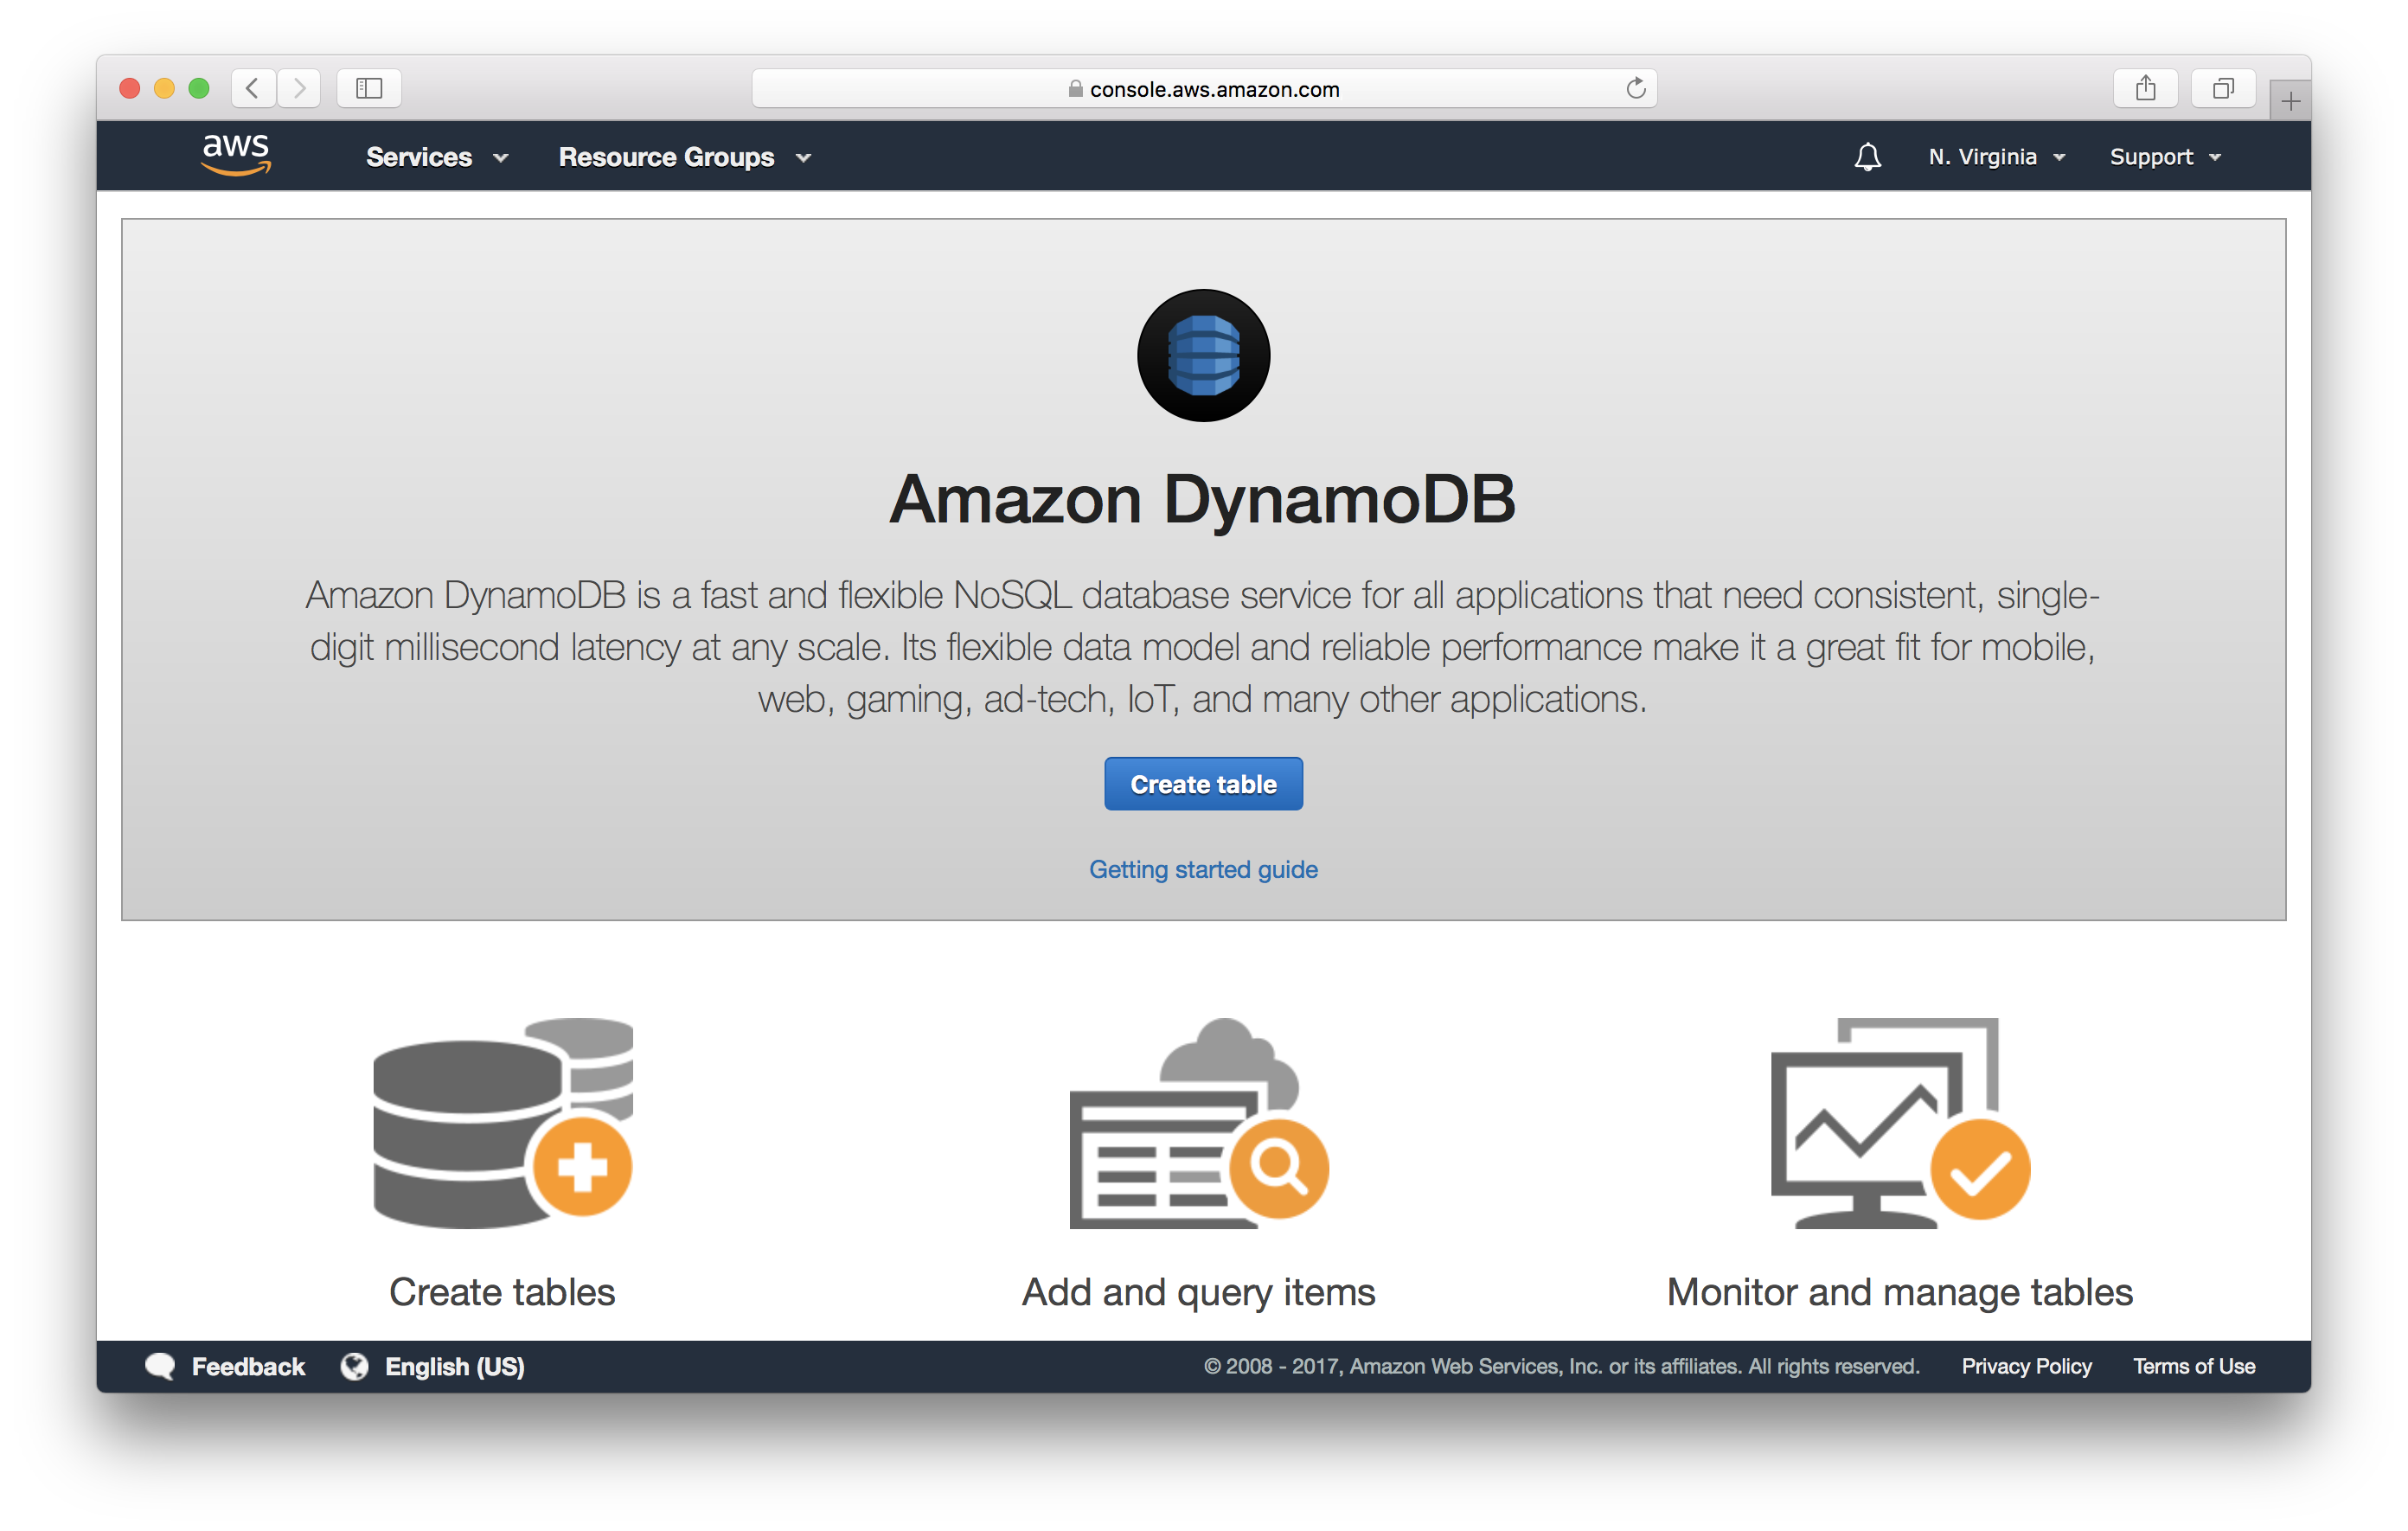 console.aws.amazon.com
aws
Services
Resource Groups
N. Virginia
Support
Amazon DynamoDB
Amazon DynamoDB is a fast and flexible NoSQL database service for all applications that need consistent, single-
digit millisecond latency at any scale. Its flexible data model and reliable performance make it a great fit for mobile,
web, gaming, ad-tech, IoT, and many other applications.
Create table
Getting started guide
Create tables
Add and query items
Monitor and manage tables
Feedback
English (US)
© 2008 - 2017, Amazon Web Services, Inc. or its affiliates. All rights reserved.
Privacy Policy
Terms of Use